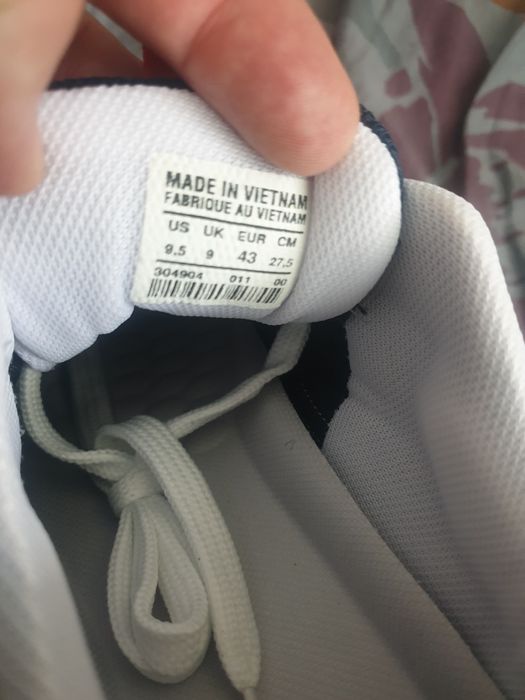 MADE IN VIETNAM
FABRIQUE AU VIETNAM
US UK EUR CM
9.5 9 43 27,5
304904 011 00